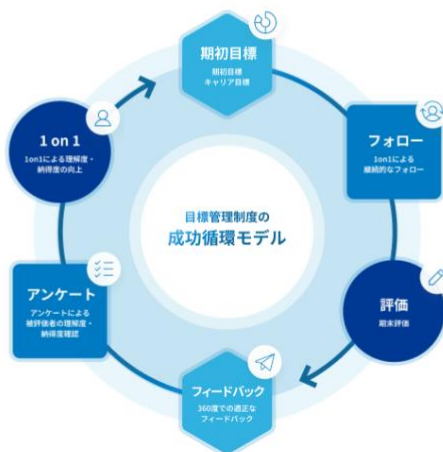 期初目標
期初目標
キャリア目標
フォロー
1on1による
継続的なフォロー
評価
期末評価
フィードバック
360度での適正な
フィードバック
アンケート
アンケートによる
被評価者の理解度・
納得度確認
1 on 1
1on1による理解度・
納得度の向上
目標管理制度の
成功循環モデル